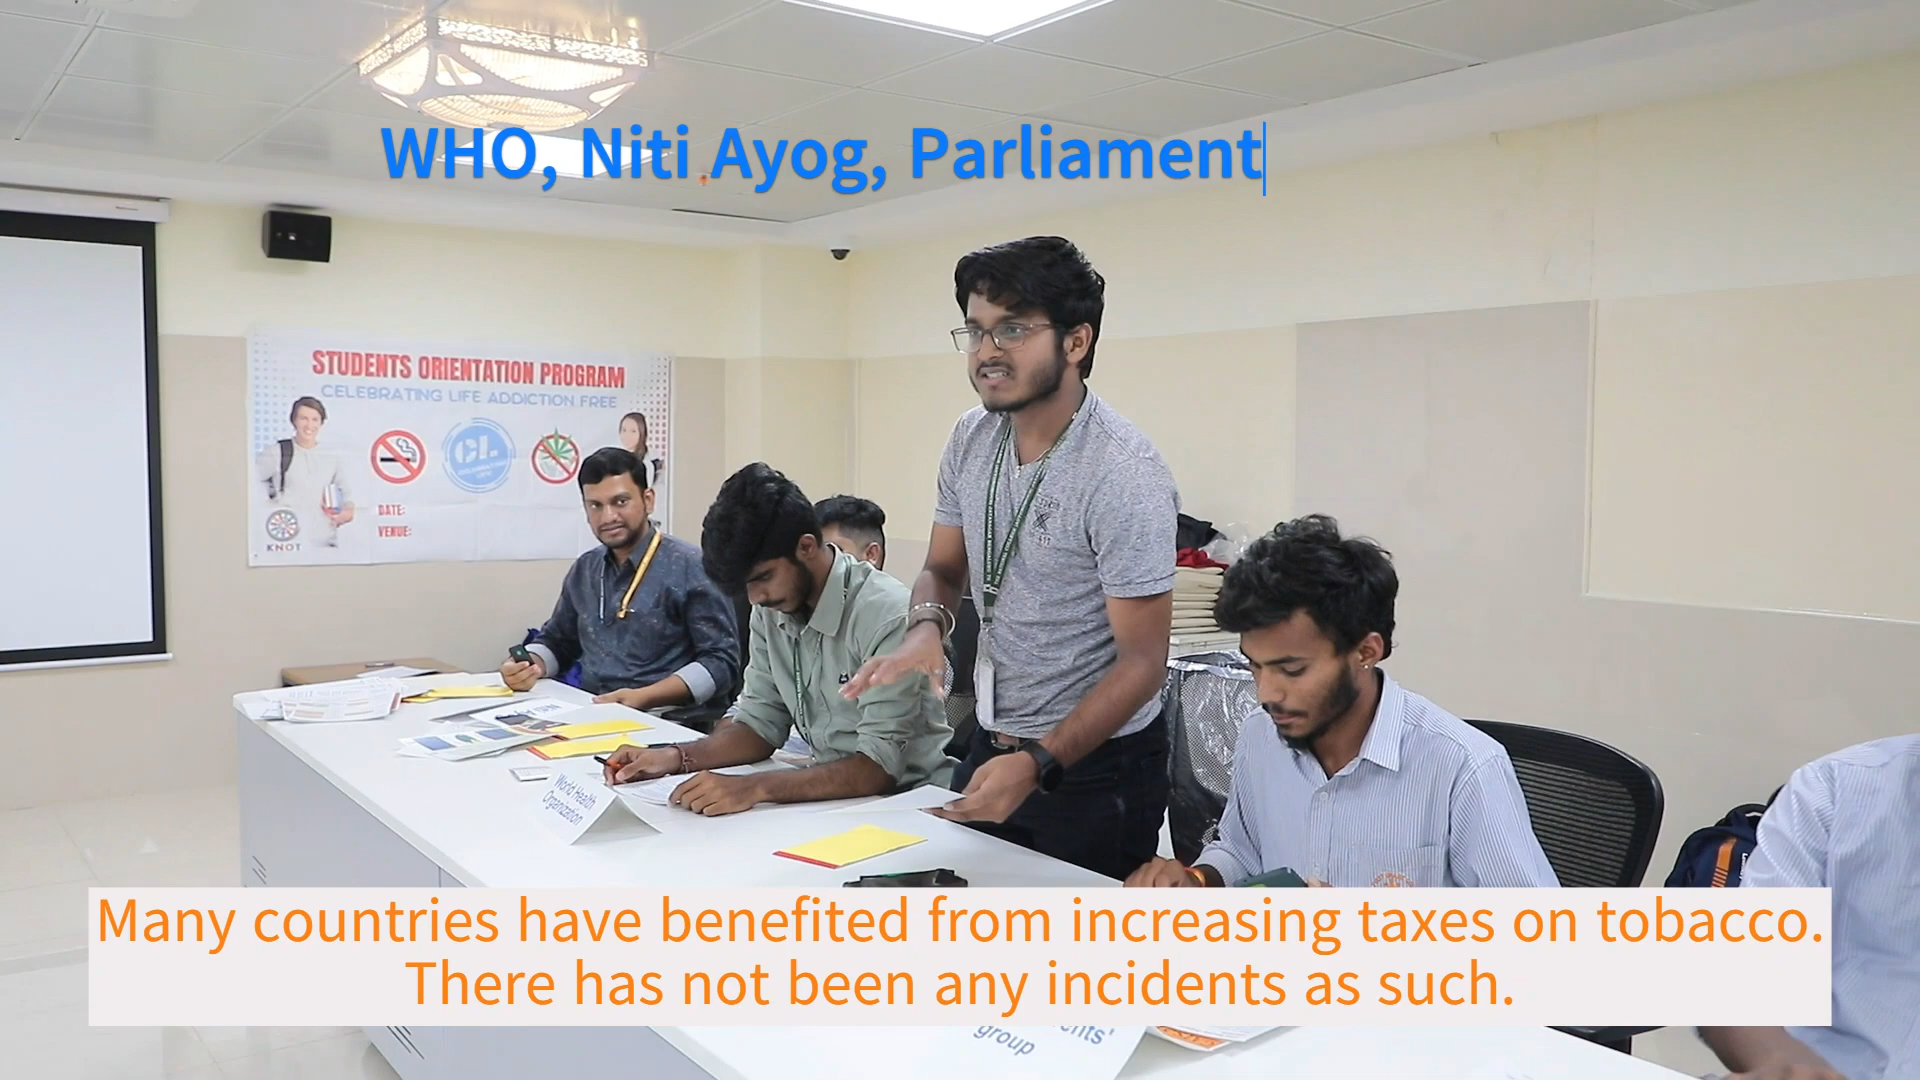 WHO, Niti Ayog, Parliament
STUDENTS ORIENTATION PROGRAM
CELEBRATING LIFE ADDICTION FREE
CL
DATE:
VENUE:
KNOT
World Health
Organization
Many countries have benefited from increasing taxes on tobacco.
There has not been any incidents as such.
group